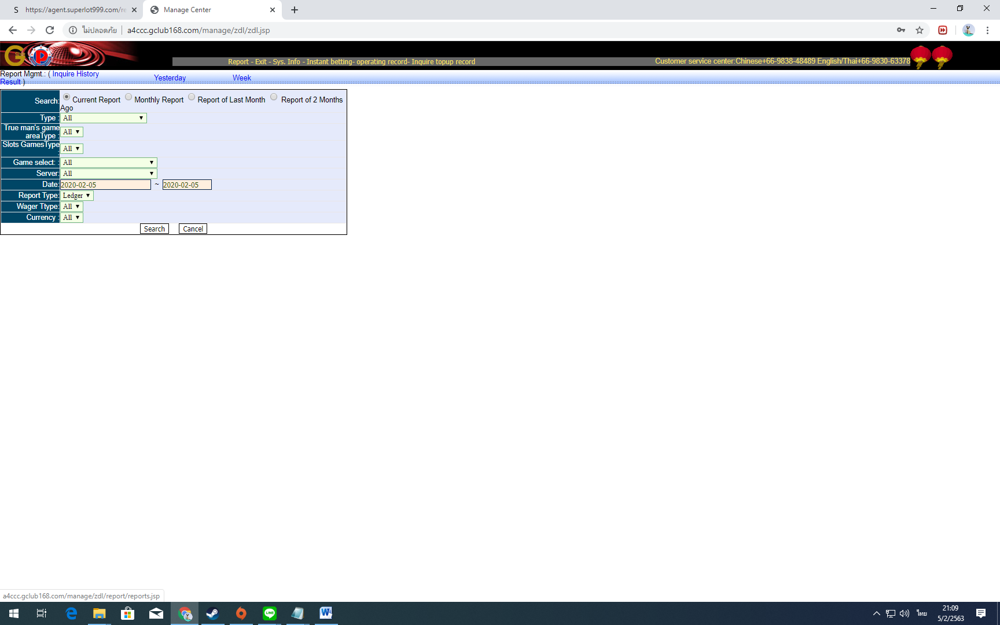 S https://agent.superlot999.com/re
Manage Center
ไม่ปลอดภัย a4ccc.gclub168.com/manage/zdl/zdl.jsp
Report - Exit - Sys. Info - Instant betting- operating record- Inquire topup record
Customer service center:Chinese+66-9838-48489 English/Thai+66-9830-63378
Report Mgmt.: ( Inquire History
Result )
Yesterday
Week
Search: Current Report Monthly Report Report of Last Month Report of 2 Months
Ago
Type : All
True man's game
areaType : All
Slots GamesType
: All
Game select: : All
Server: All
Date: 2020-02-05 ~ 2020-02-05
Report Type: Ledger
Wager Ttype: All
Currency : All
Search Cancel
a4ccc.gclub168.com/manage/zdl/report/reports.jsp
LINE
W
ไทย
21:09
5/2/2563